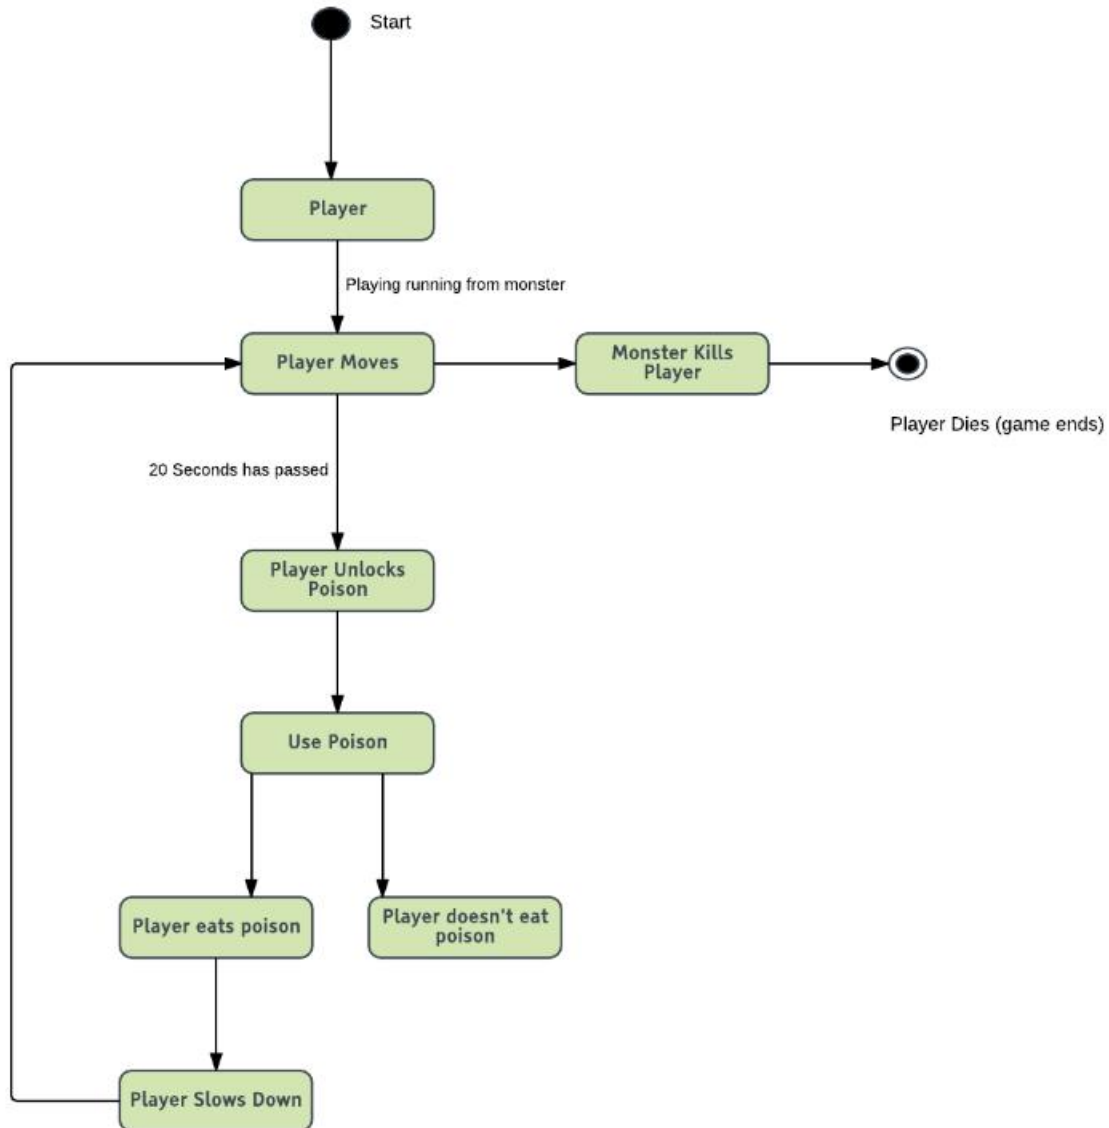 Start
Player
Playing running from monster
Player Moves
Monster Kills
Player
Player Dies (game ends)
20 Seconds has passed
Player Unlocks
Poison
Use Poison
Player eats poison
Player doesn't eat
poison
Player Slows Down